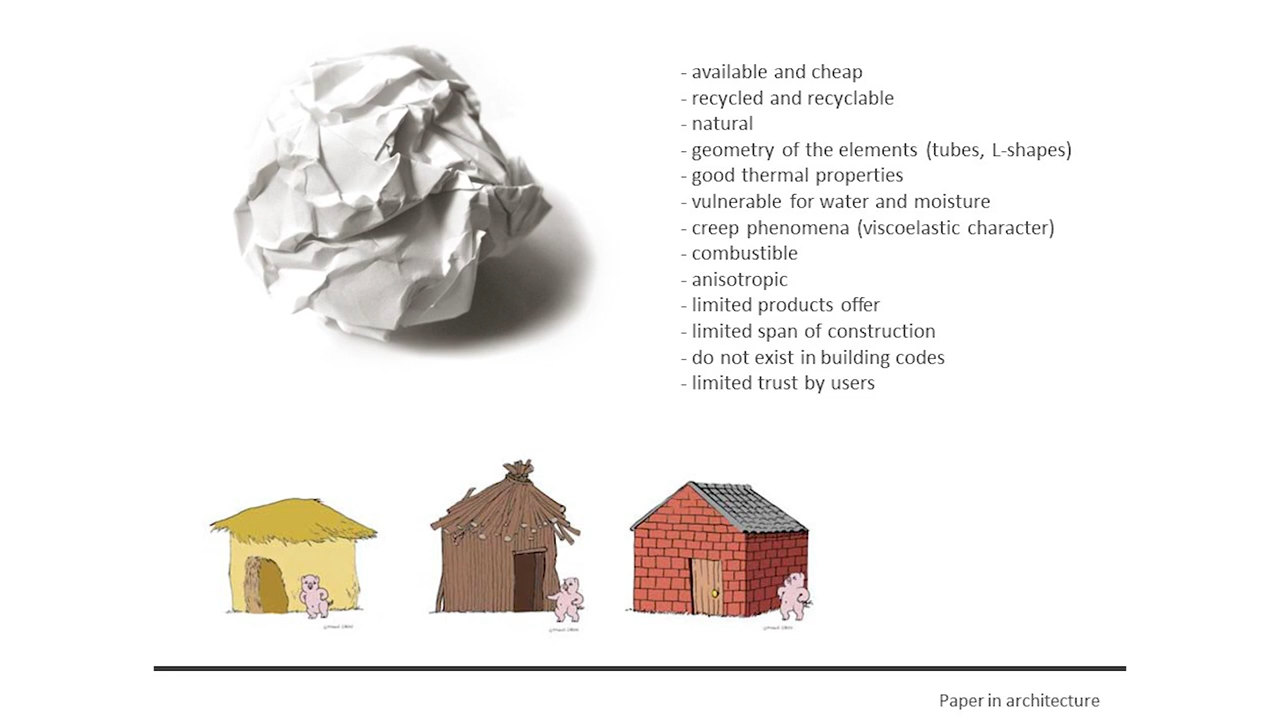 - available and cheap
- recycled and recyclable
- natural
- geometry of the elements (tubes, L-shapes)
- good thermal properties
- vulnerable for water and moisture
- creep phenomena (viscoelastic character)
- combustible
- anisotropic
- limited products offer
- limited span of construction
- do not exist in building codes
- limited trust by users
Paper in architecture